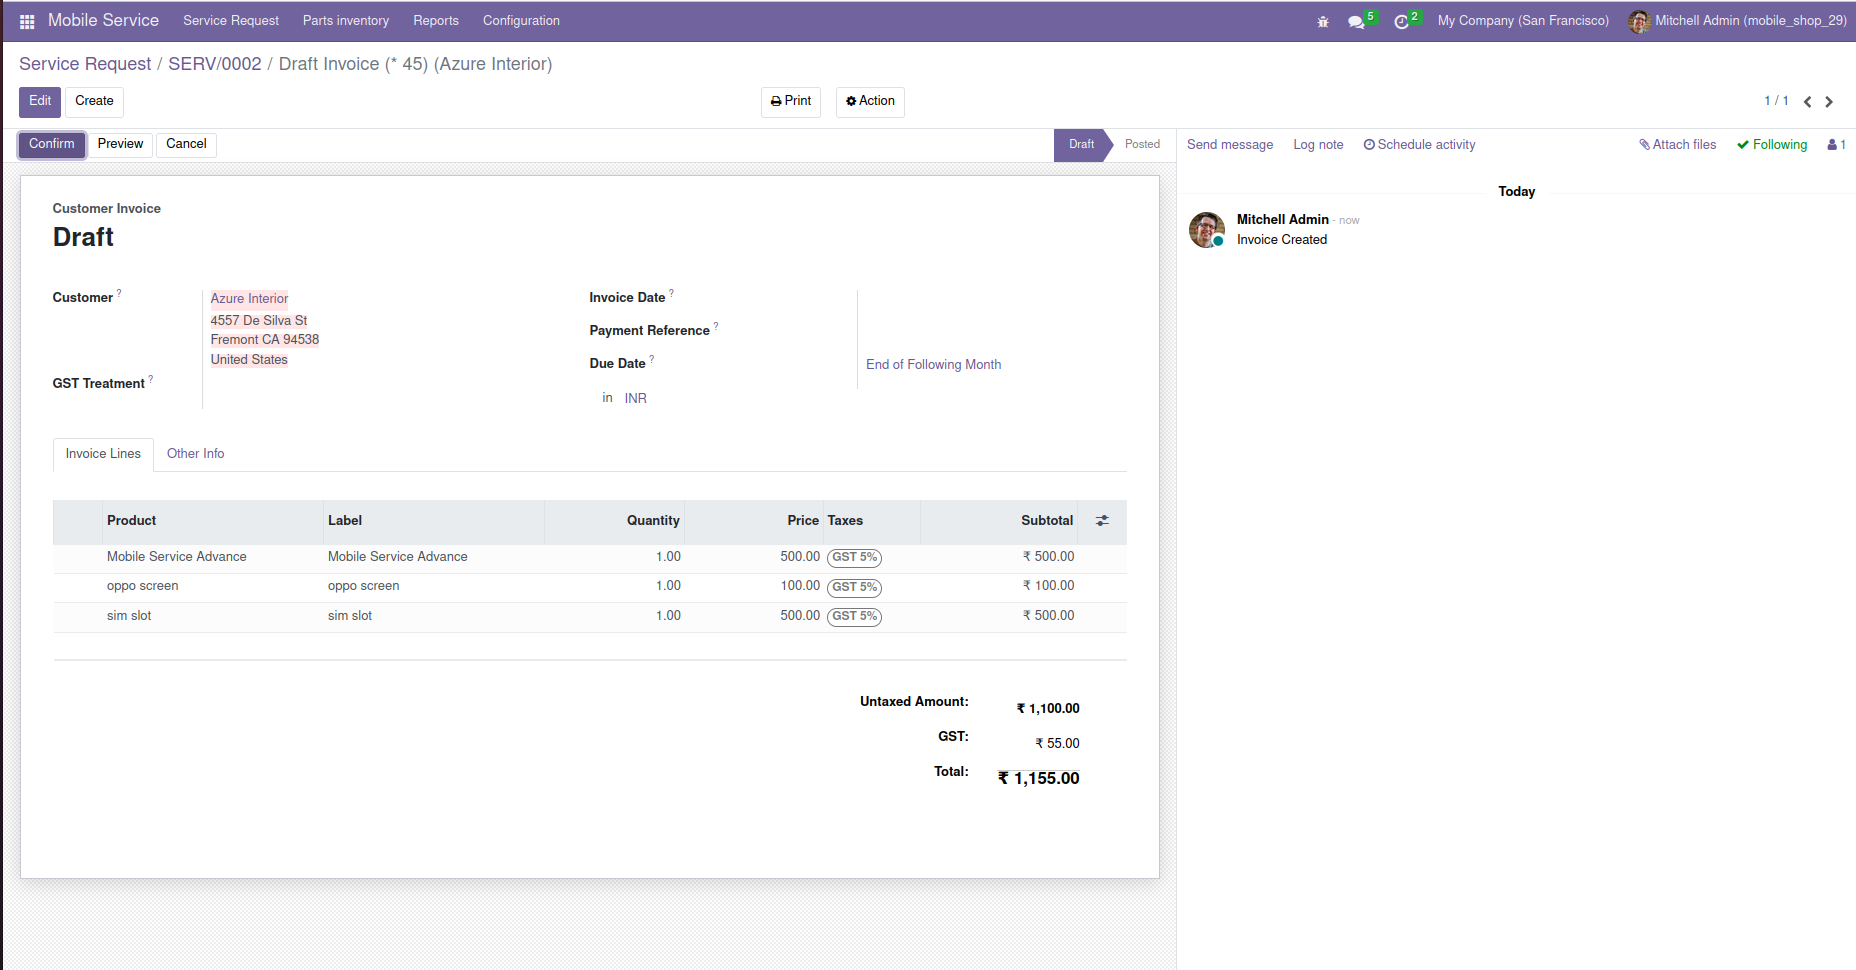 Mobile Service Service Request Parts inventory Reports Configuration 5 2 My Company (San Francisco) Mitchell Admin (mobile_shop_29)
Service Request / SERV/0002 / Draft Invoice (* 45) (Azure Interior)
Edit Create Print Action 1 / 1
Confirm Preview Cancel Draft Posted Send message Log note Schedule activity Attach files Following 1
Today
Mitchell Admin - now
Invoice Created
Customer Invoice
Draft
Customer ? Azure Interior
4557 De Silva St
Fremont CA 94538
United States
GST Treatment ?
Invoice Date ?
Payment Reference ?
Due Date ? End of Following Month
in INR
Invoice Lines Other Info
Product Label Quantity Price Taxes Subtotal
Mobile Service Advance Mobile Service Advance 1.00 500.00 GST 5% ₹ 500.00
oppo screen oppo screen 1.00 100.00 GST 5% ₹ 100.00
sim slot sim slot 1.00 500.00 GST 5% ₹ 500.00
Untaxed Amount: ₹ 1,100.00
GST: ₹ 55.00
Total: ₹ 1,155.00